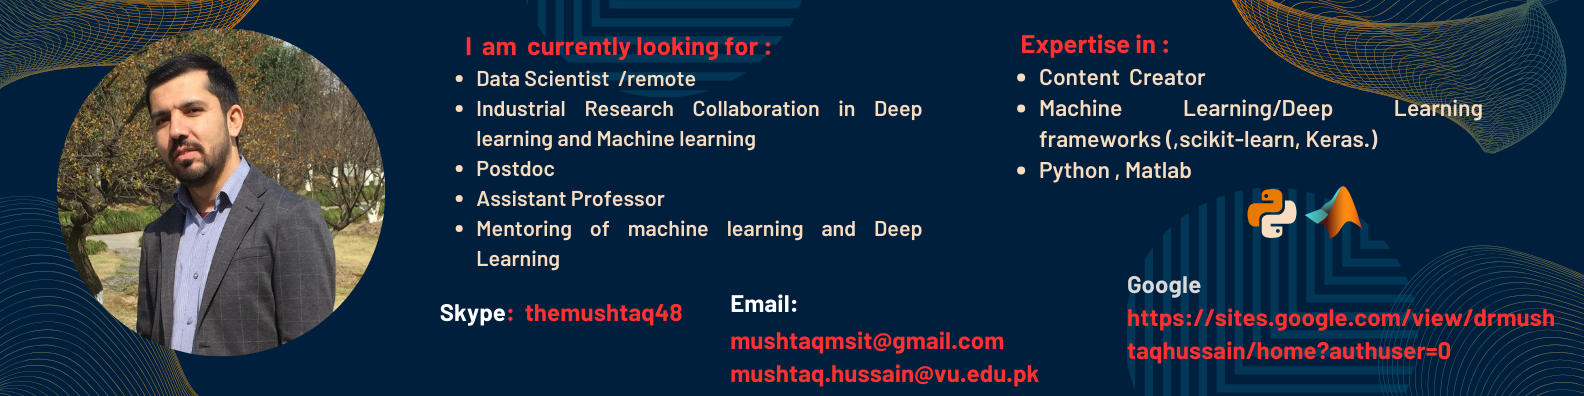 I am currently looking for :
Data Scientist /remote
Industrial Research Collaboration in Deep
learning and Machine learning
Postdoc
Assistant Professor
Mentoring of machine learning and Deep
Learning
Skype: themushtaq48
Email:
mushtaqmsit@gmail.com
mushtaq.hussain@vu.edu.pk
Expertise in :
Content Creator
Machine Learning/Deep Learning
frameworks (,scikit-learn, Keras.)
Python , Matlab
Google
https://sites.google.com/view/drmush
taqhussain/home?authuser=0